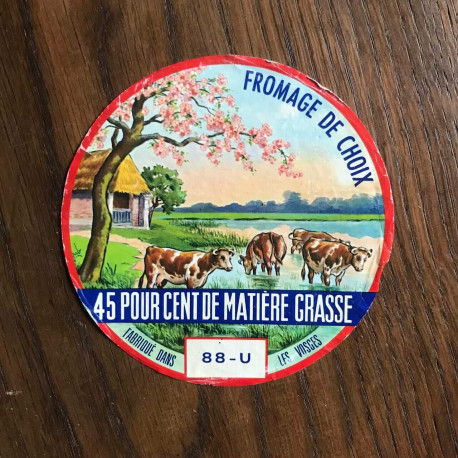 FROMAGE DE CHOIX
45 POUR CENT DE MATIÈRE GRASSE
FABRIQUÉ DANS LES VOSGES
88-U